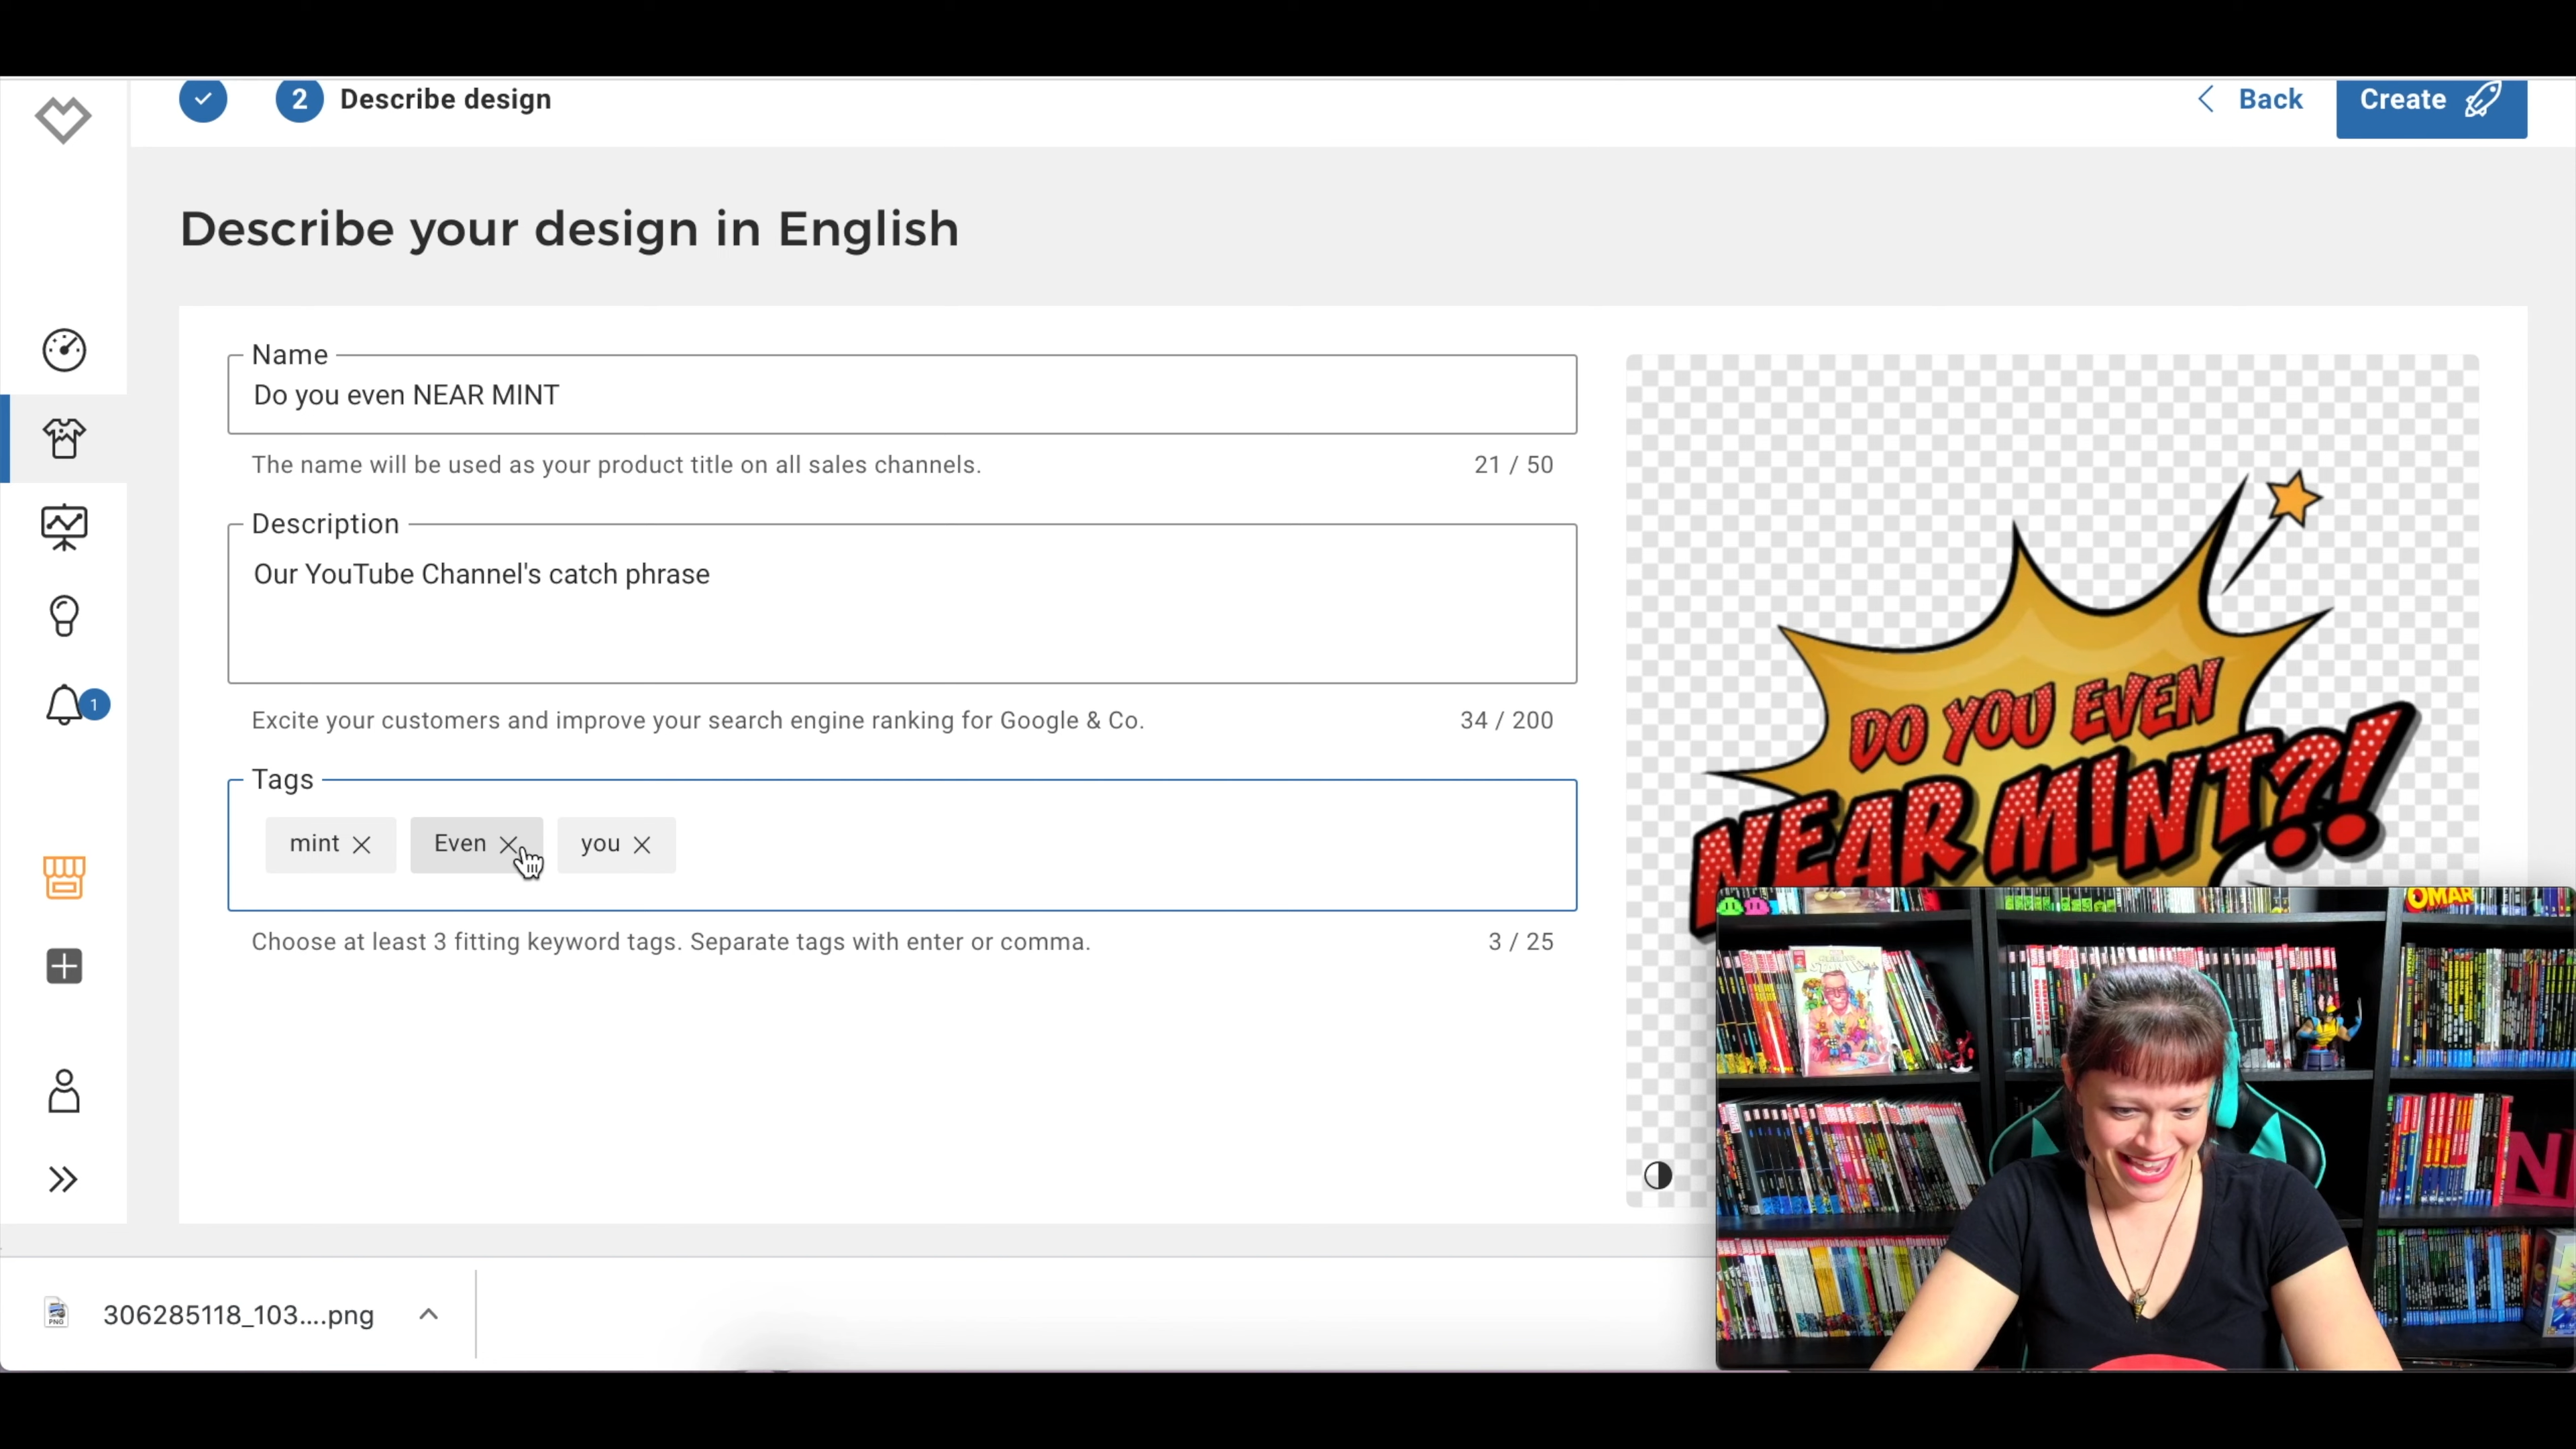 2 Describe design
Back
Create
Describe your design in English
Name
Do you even NEAR MINT
The name will be used as your product title on all sales channels.
21 / 50
Description
Our YouTube Channel's catch phrase
Excite your customers and improve your search engine ranking for Google & Co.
34 / 200
Tags
mint
Even
you
Choose at least 3 fitting keyword tags. Separate tags with enter or comma.
3 / 25
1
DO YOU EVEN
NEAR MINT?!
OMAR
PNG
306285118_103....png